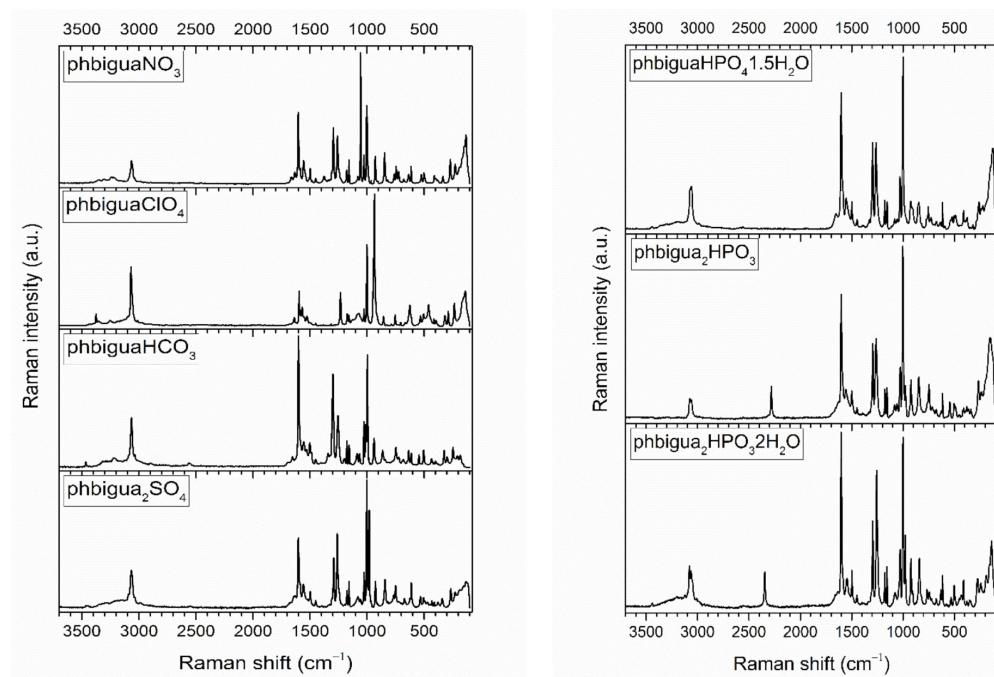 3500 3000 2500 2000 1500 1000 500
phbiguaNO₃
phbiguaClO₄
phbiguaHCO₃
phbigua₂SO₄
Raman intensity (a.u.)
3500 3000 2500 2000 1500 1000 500
Raman shift (cm⁻¹)
3500 3000 2500 2000 1500 1000 500
phbiguaHPO₄1.5H₂O
phbigua₂HPO₃
phbigua₂HPO₃2H₂O
Raman intensity (a.u.)
3500 3000 2500 2000 1500 1000 500
Raman shift (cm⁻¹)